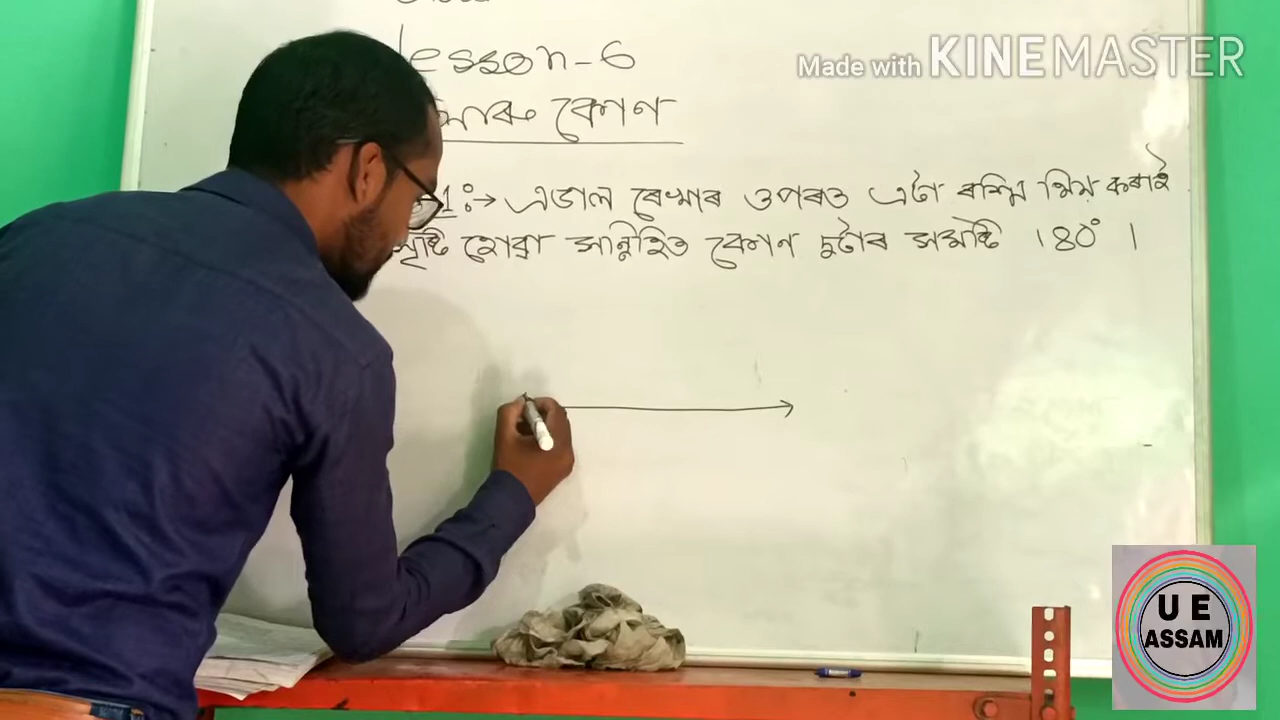 Made with KINEMASTER
Lesson-6
আৰু কোণ
1:→ এডাল ৰেখাৰ ওপৰত এটা ৰশ্মি থিয় কৰাই
সৃষ্টি হোৱা সন্নিহিত কোণ দুটাৰ সমষ্টি 180° ।
U E
ASSAM